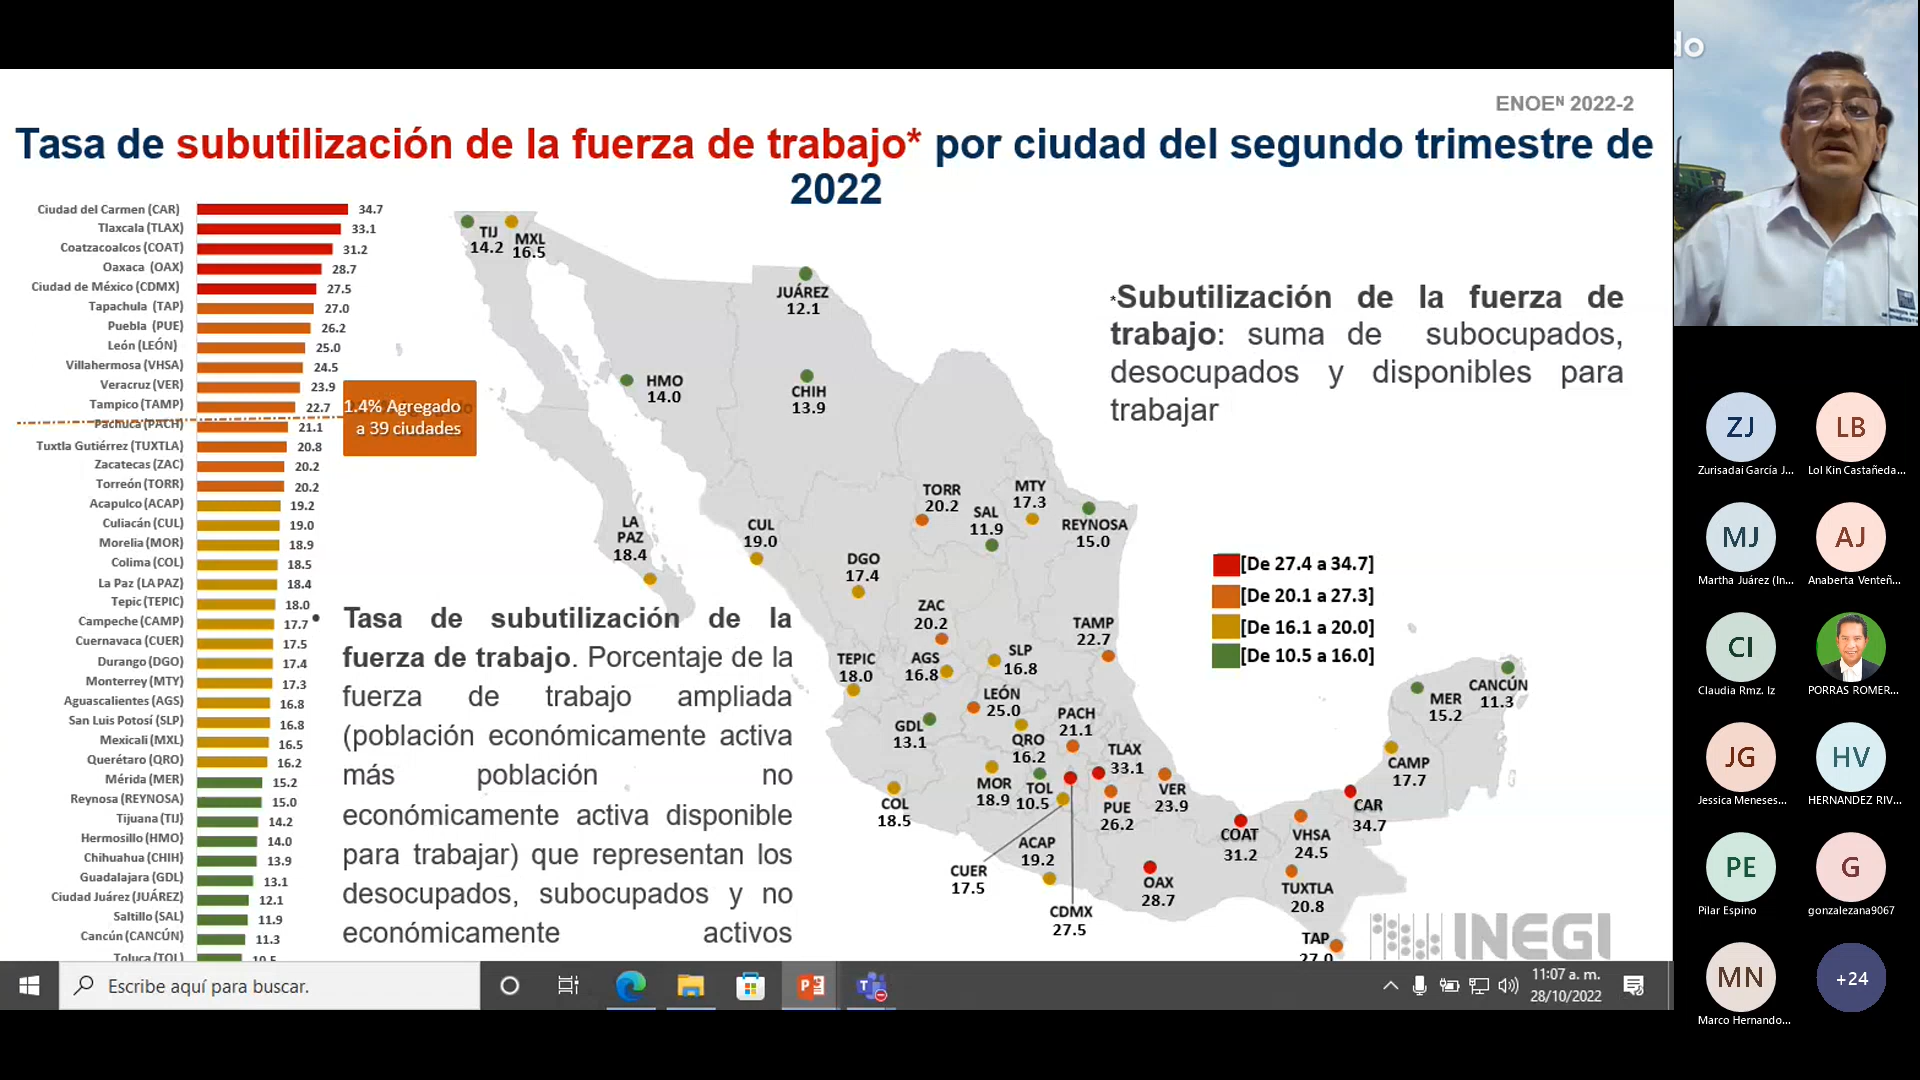 do
ENOEᴺ 2022-2
Tasa de subutilización de la fuerza de trabajo* por ciudad del segundo trimestre de
2022
Ciudad del Carmen (CAR) 34.7
Tlaxcala (TLAX) 33.1
Coatzacoalcos (COAT) 31.2
Oaxaca (OAX) 28.7
Ciudad de México (CDMX) 27.5
Tapachula (TAP) 27.0
Puebla (PUE) 26.2
León (LEÓN) 25.0
Villahermosa (VHSA) 24.5
Veracruz (VER) 23.9
Tampico (TAMP) 22.7
Pachuca (PACH) 21.1
Tuxtla Gutiérrez (TUXTLA) 20.8
Zacatecas (ZAC) 20.2
Torreón (TORR) 20.2
Acapulco (ACAP) 19.2
Culiacán (CUL) 19.0
Morelia (MOR) 18.9
Colima (COL) 18.5
La Paz (LA PAZ) 18.4
Tepic (TEPIC) 18.0
Campeche (CAMP) 17.7
Cuernavaca (CUER) 17.5
Durango (DGO) 17.4
Monterrey (MTY) 17.3
Aguascalientes (AGS) 16.8
San Luis Potosí (SLP) 16.8
Mexicali (MXL) 16.5
Querétaro (QRO) 16.2
Mérida (MER) 15.2
Reynosa (REYNOSA) 15.0
Tijuana (TIJ) 14.2
Hermosillo (HMO) 14.0
Chihuahua (CHIH) 13.9
Guadalajara (GDL) 13.1
Ciudad Juárez (JUÁREZ) 12.1
Saltillo (SAL) 11.9
Cancún (CANCÚN) 11.3
Toluca (TOL) 10.5
1.4% Agregado
a 39 ciudades
TIJ
14.2
MXL
16.5
JUÁREZ
12.1
HMO
14.0
CHIH
13.9
LA
PAZ
18.4
CUL
19.0
TORR
20.2
SAL
11.9
MTY
17.3
REYNOSA
15.0
DGO
17.4
ZAC
20.2
TAMP
22.7
TEPIC
18.0
AGS
16.8
SLP
16.8
LEÓN
25.0
GDL
13.1
QRO
16.2
PACH
21.1
TLAX
33.1
MOR
18.9
TOL
10.5
COL
18.5
PUE
26.2
VER
23.9
ACAP
19.2
CUER
17.5
CDMX
27.5
OAX
28.7
COAT
31.2
VHSA
24.5
TUXTLA
20.8
TAP
27.0
CAR
34.7
CAMP
17.7
MER
15.2
CANCÚN
11.3
*Subutilización de la fuerza de
trabajo: suma de subocupados,
desocupados y disponibles para
trabajar
[De 27.4 a 34.7]
[De 20.1 a 27.3]
[De 16.1 a 20.0]
[De 10.5 a 16.0]
• Tasa de subutilización de la
fuerza de trabajo. Porcentaje de la
fuerza de trabajo ampliada
(población económicamente activa
más población no
económicamente activa disponible
para trabajar) que representan los
desocupados, subocupados y no
económicamente activos
INEGI
Escribe aquí para buscar.
11:07 a. m.
28/10/2022
ZJ
Zurisadai García J...
LB
Lol Kin Castañeda...
MJ
Martha Juárez (In...
AJ
Anaberta Venteñ...
CI
Claudia Rmz. Iz
PORRAS ROMER...
JG
Jessica Meneses...
HV
HERNANDEZ RIV...
PE
Pilar Espino
G
gonzalezana9067
MN
Marco Hernando...
+24